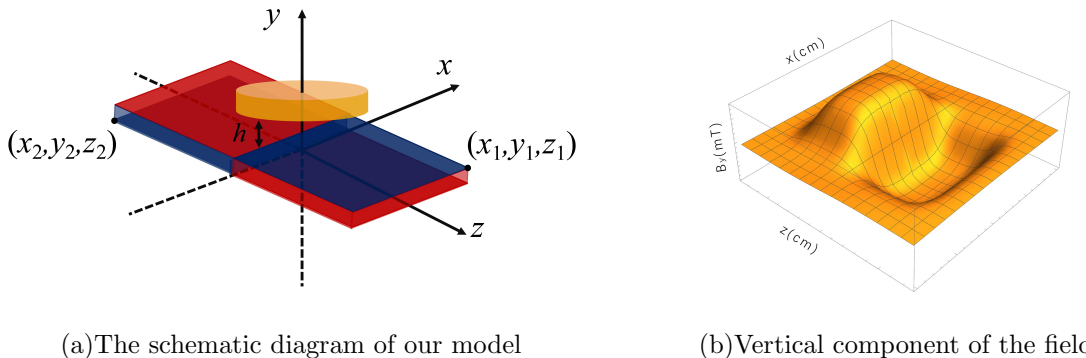 y
x
h
(x₂,y₂,z₂)
(x₁,y₁,z₁)
z
x(cm)
B_y(mT)
z(cm)
(a)The schematic diagram of our model
(b)Vertical component of the field